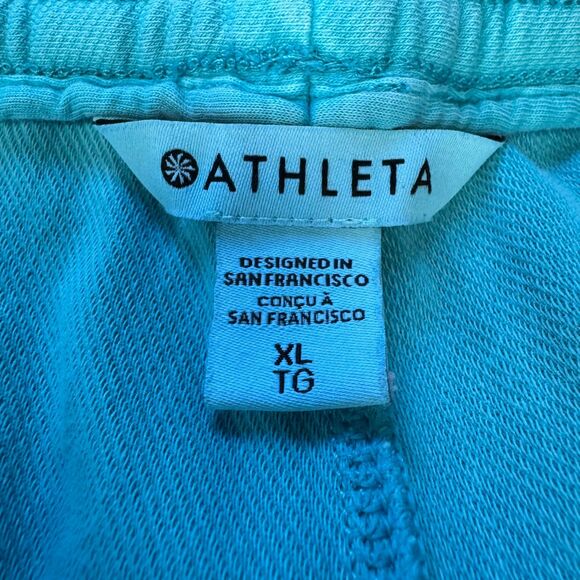 ATHLETA
DESIGNED IN
SAN FRANCISCO
CONÇU À
SAN FRANCISCO
XL
TG